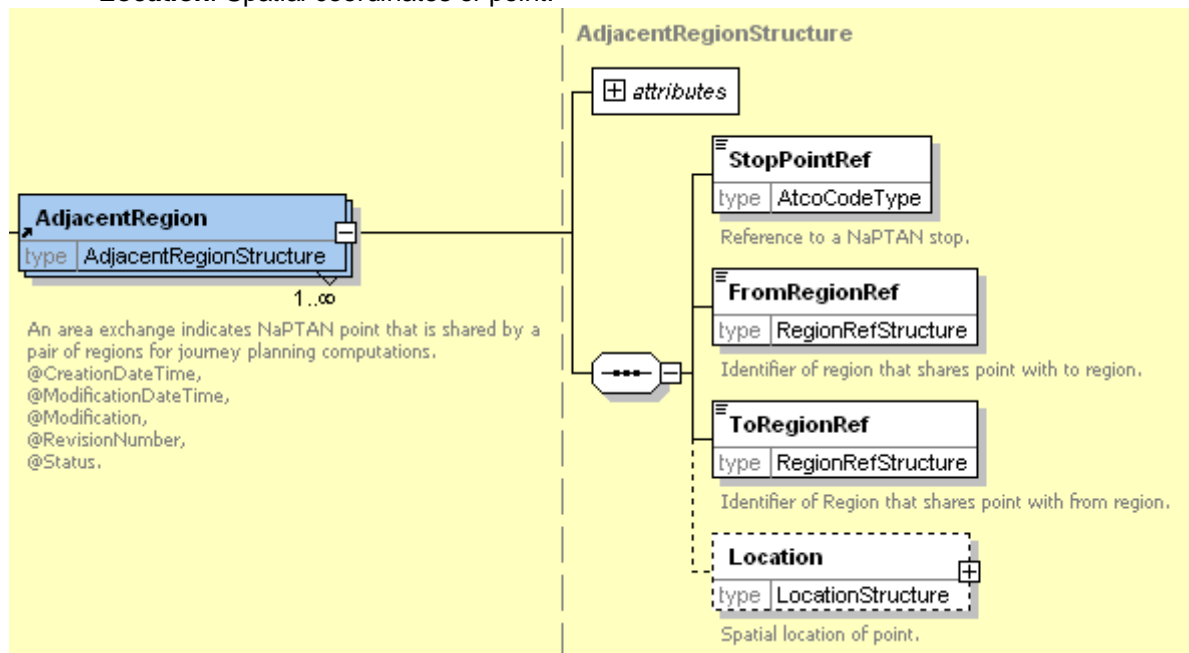 Location: Spatial coordinates of point.
AdjacentRegionStructure
attributes
StopPointRef
type AtcoCodeType
Reference to a NaPTAN stop.
AdjacentRegion
type AdjacentRegionStructure
1..∞
An area exchange indicates NaPTAN point that is shared by a
pair of regions for journey planning computations.
@CreationDateTime,
@ModificationDateTime,
@Modification,
@RevisionNumber,
@Status.
FromRegionRef
type RegionRefStructure
Identifier of region that shares point with to region.
ToRegionRef
type RegionRefStructure
Identifier of Region that shares point with from region.
Location
type LocationStructure
Spatial location of point.